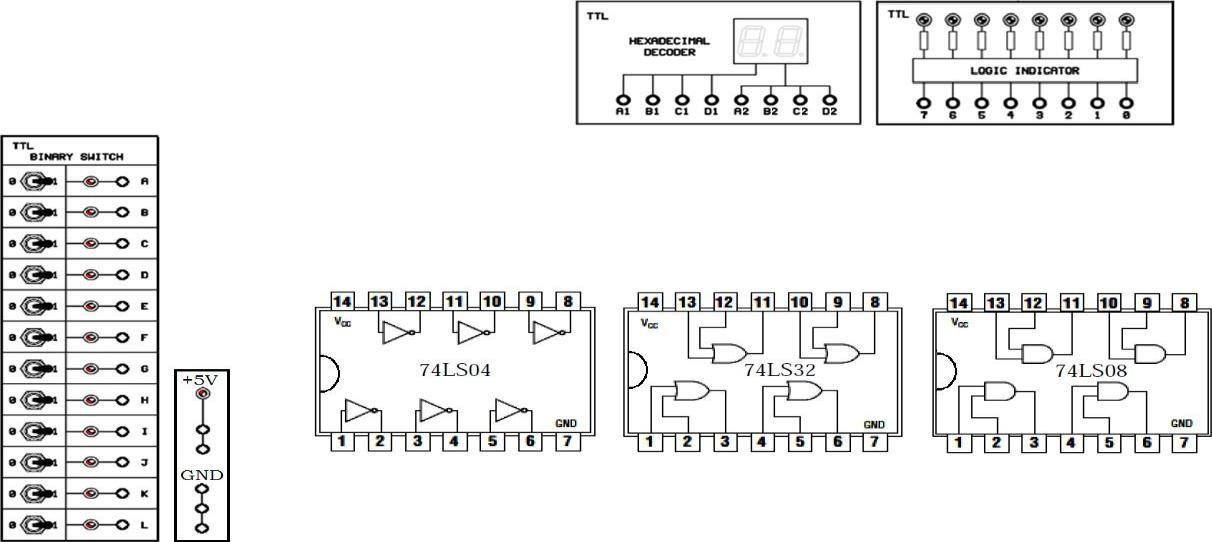 TTL
HEXADECIMAL
DECODER
A1 B1 C1 D1 A2 B2 C2 D2
TTL
LOGIC INDICATOR
7 6 5 4 3 2 1 0
TTL
BINARY SWITCH
0 1 A
0 1 B
0 1 C
0 1 D
0 1 E
0 1 F
0 1 G
0 1 H
0 1 I
0 1 J
0 1 K
0 1 L
+5V
GND
14 13 12 11 10 9 8
VCC
74LS04
GND
1 2 3 4 5 6 7
14 13 12 11 10 9 8
VCC
74LS32
GND
1 2 3 4 5 6 7
14 13 12 11 10 9 8
VCC
74LS08
GND
1 2 3 4 5 6 7